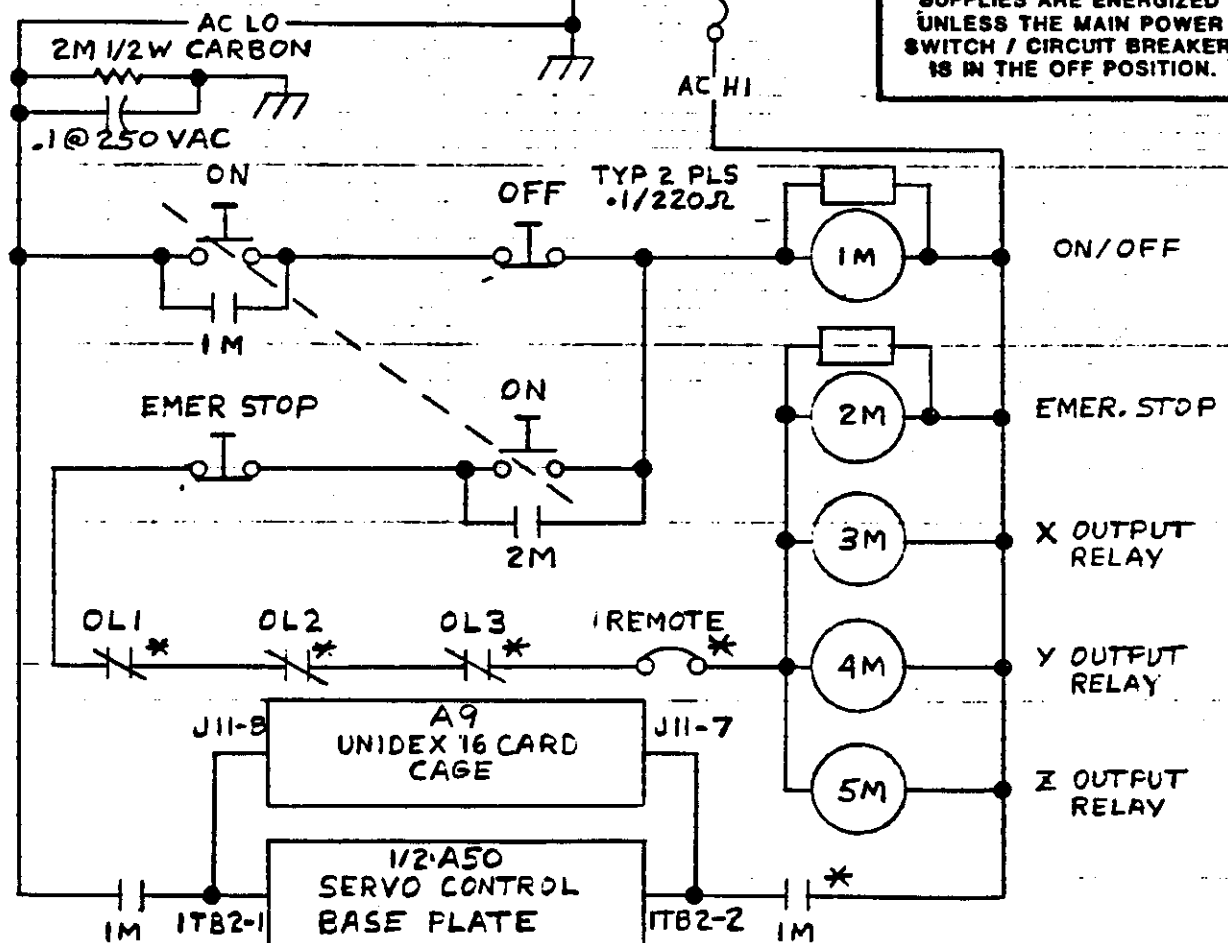 SUPPLIES ARE ENERGIZED
UNLESS THE MAIN POWER
SWITCH / CIRCUIT BREAKER
IS IN THE OFF POSITION.
AC LO
2M 1/2W CARBON
.1@250 VAC
AC HI
ON
OFF
TYP 2 PLS
.1/220Ω
1M
ON/OFF
1M
EMER STOP
ON
2M
EMER. STOP
2M
3M
X OUTPUT
RELAY
OL1 *
OL2 *
OL3 *
REMOTE *
4M
Y OUTPUT
RELAY
J11-8
A9
UNIDEX 16 CARD
CAGE
J11-7
5M
Z OUTPUT
RELAY
1/2·A50
SERVO CONTROL
BASE PLATE
1M
1TB2-1
1TB2-2
1M *